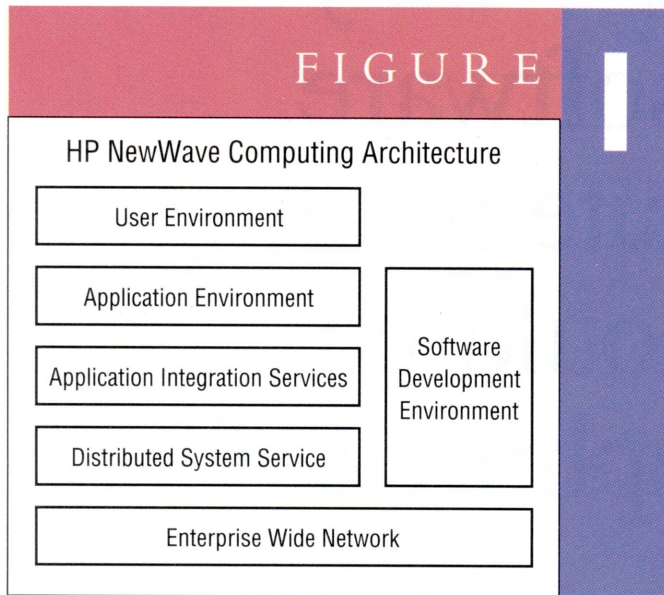 FIGURE
1
HP NewWave Computing Architecture
User Environment
Application Environment
Application Integration Services
Distributed System Service
Software
Development
Environment
Enterprise Wide Network